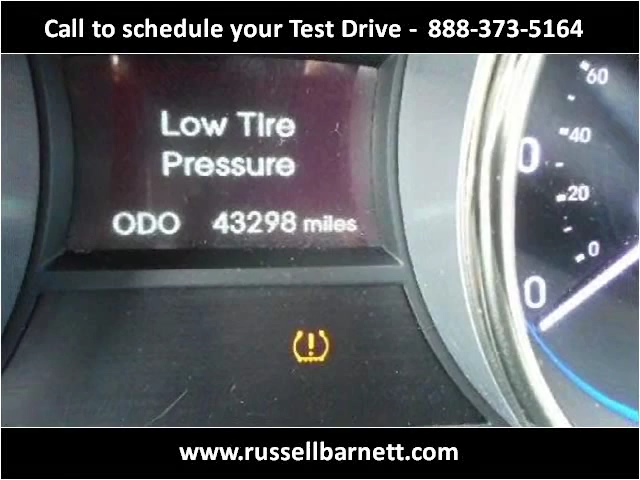 Call to schedule your Test Drive - 888-373-5164
Low Tire
Pressure
ODO 43298 miles
60
40
20
0
0
0
www.russellbarnett.com